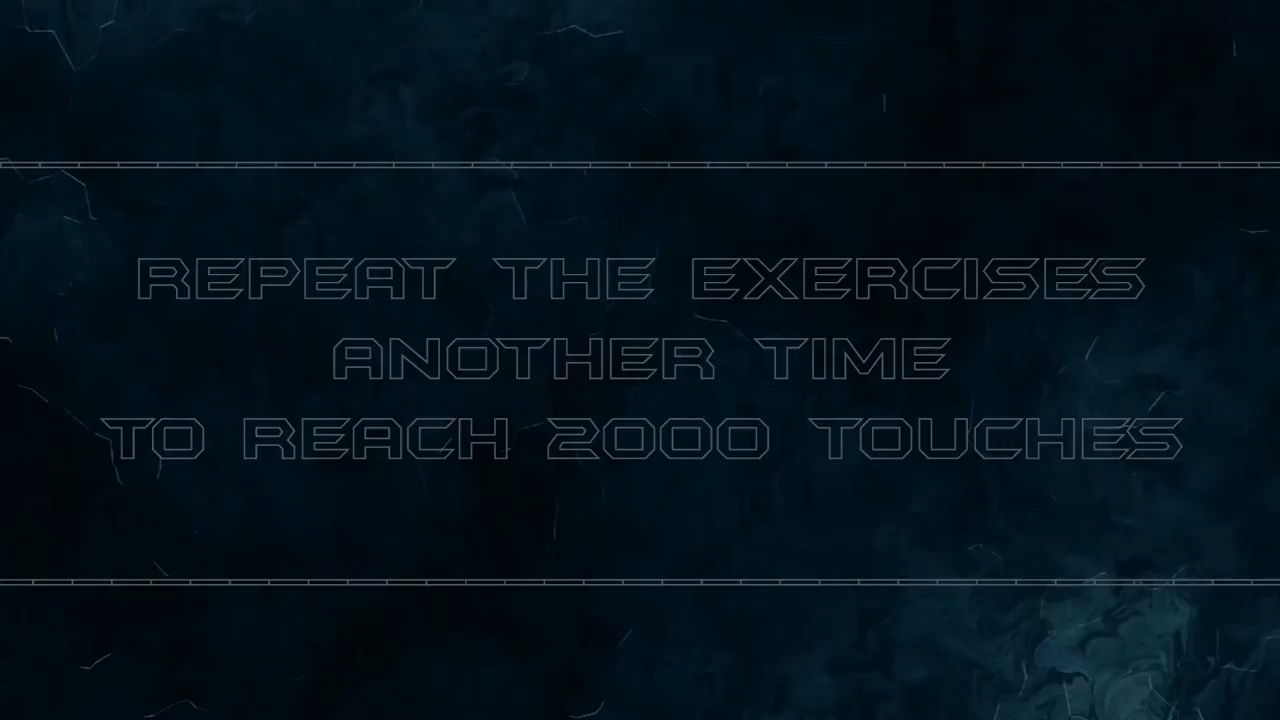 REPEAT THE EXERCISES
ANOTHER TIME
TO REACH 2000 TOUCHES